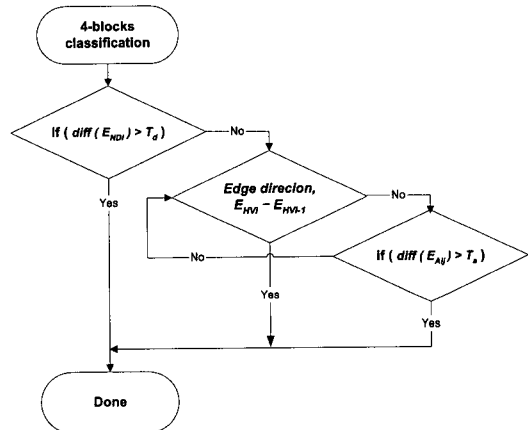 4-blocks
classification
if ( diff ( E_NDi ) > T_d )
No
Yes
Edge direcion,
E_HVi − E_HVi-1
No
No
if ( diff ( E_Aij ) > T_a )
Yes
Yes
Done